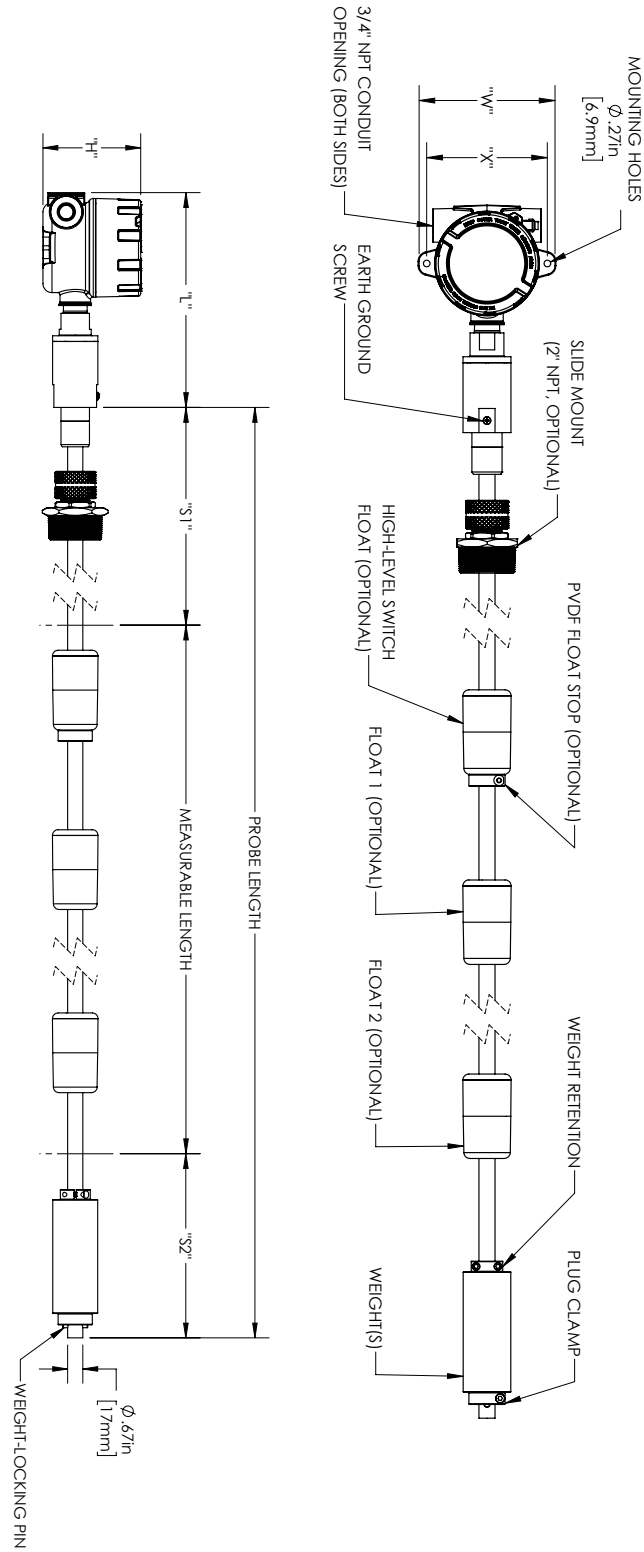 MOUNTING HOLES
Ø.27in
[6.9mm]
"W"
"X"
3/4" NPT CONDUIT
OPENING (BOTH SIDES)
EARTH GROUND
SCREW
SLIDE MOUNT
(2" NPT, OPTIONAL)
HIGH-LEVEL SWITCH
FLOAT (OPTIONAL)
PVDF FLOAT STOP (OPTIONAL)
FLOAT 1 (OPTIONAL)
FLOAT 2 (OPTIONAL)
WEIGHT RETENTION
WEIGHT(S)
PLUG CLAMP
"H"
"L"
"S1"
PROBE LENGTH
MEASURABLE LENGTH
"S2"
Ø.67in
[17mm]
WEIGHT-LOCKING PIN